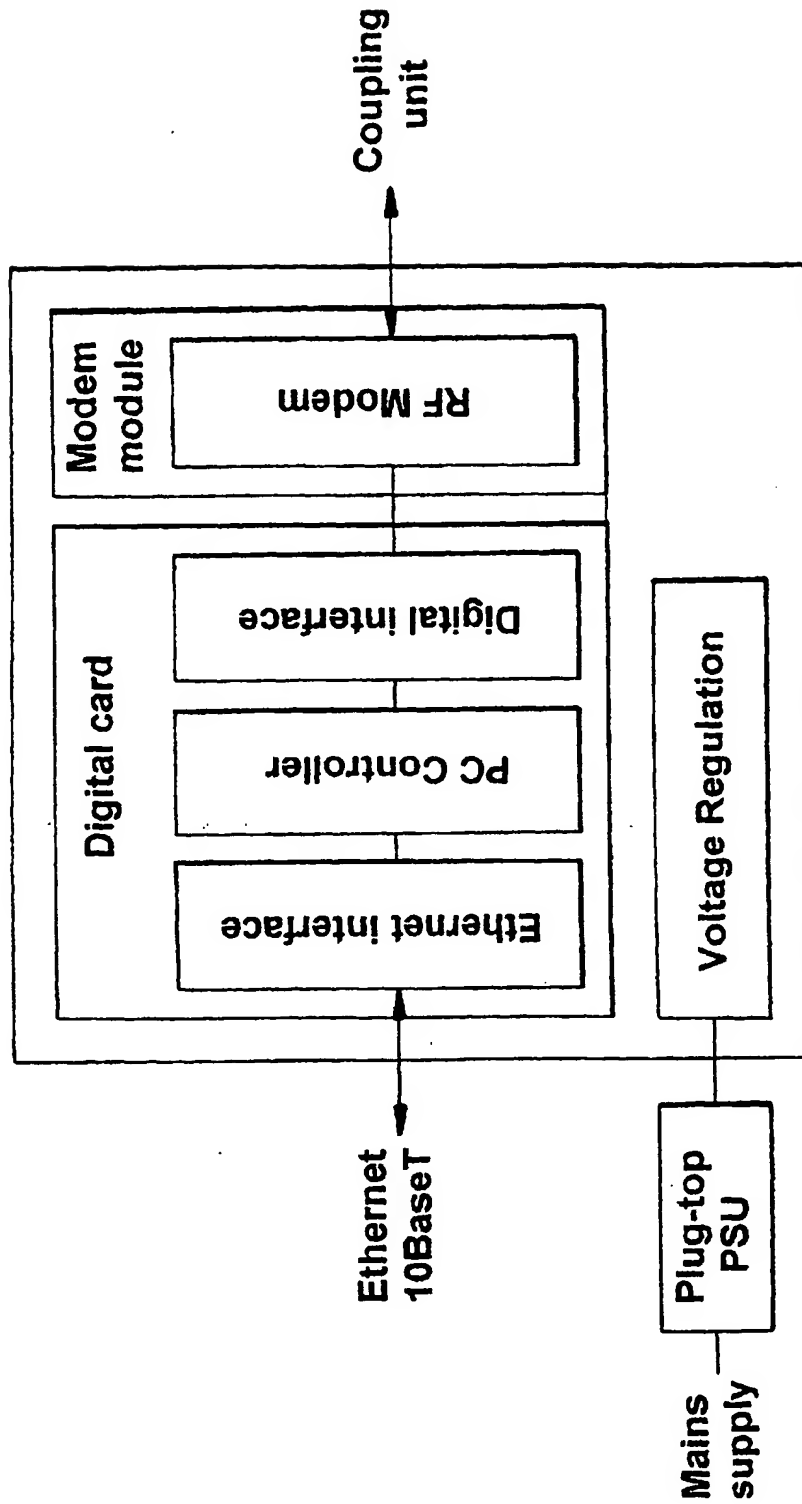 Ethernet
10BaseT
Digital card
Ethernet interface
PC Controller
Digital interface
Modem
module
RF Modem
Coupling
unit
Mains
supply
Plug-top
PSU
Voltage Regulation